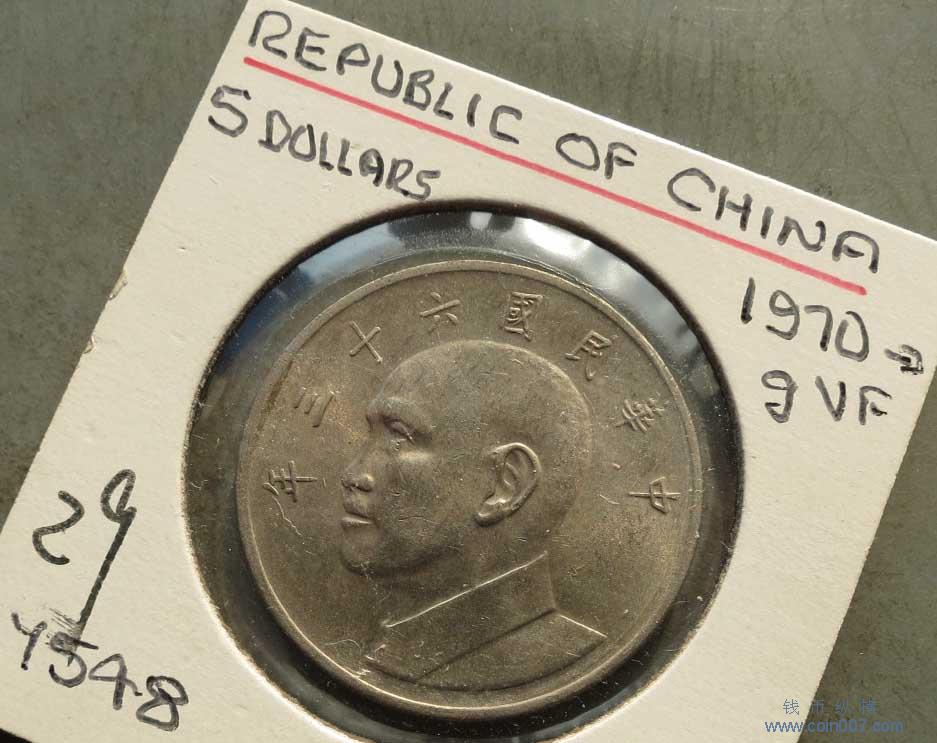 REPUBLIC OF CHINA
5 DOLLARS
1970
gVF
中華民國六十三年
Y548
钱币纵横
www.coin007.com